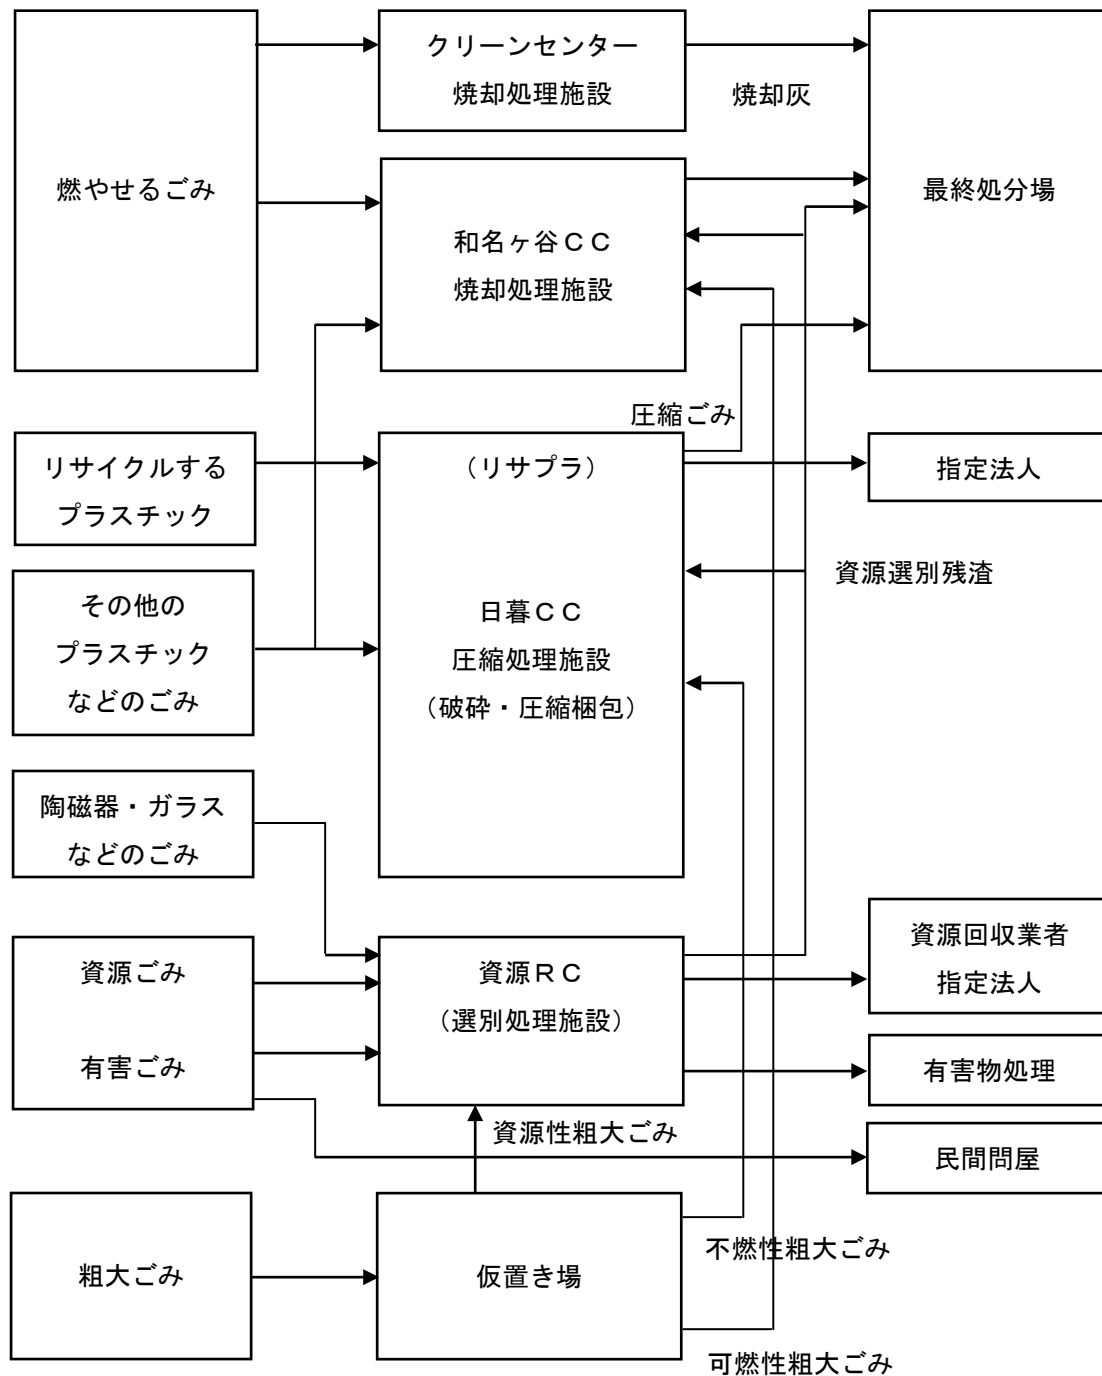 燃やせるごみ
クリーンセンター
焼却処理施設
焼却灰
和名ヶ谷ＣＣ
焼却処理施設
最終処分場
圧縮ごみ
リサイクルする
プラスチック
（リサプラ）
指定法人
その他の
プラスチック
などのごみ
日暮ＣＣ
圧縮処理施設
（破砕・圧縮梱包）
資源選別残渣
陶磁器・ガラス
などのごみ
資源ごみ
有害ごみ
資源ＲＣ
（選別処理施設）
資源回収業者
指定法人
有害物処理
資源性粗大ごみ
民間問屋
粗大ごみ
仮置き場
不燃性粗大ごみ
可燃性粗大ごみ